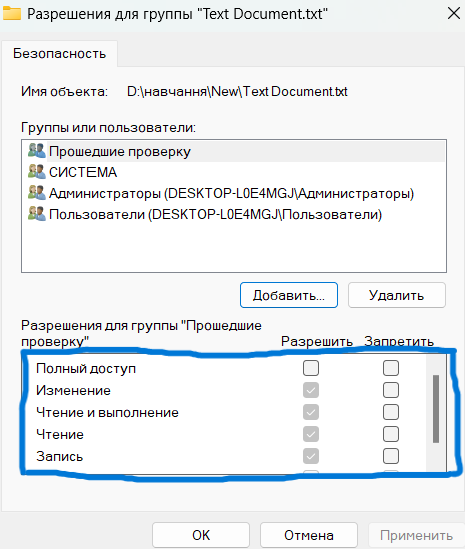 Разрешения для группы "Text Document.txt"
Безопасность
Имя объекта: D:\навчання\New\Text Document.txt
Группы или пользователи:
Прошедшие проверку
СИСТЕМА
Администраторы (DESKTOP-L0E4MGJ\Администраторы)
Пользователи (DESKTOP-L0E4MGJ\Пользователи)
Добавить... Удалить
Разрешения для группы "Прошедшие
проверку" Разрешить Запретить
Полный доступ
Изменение
Чтение и выполнение
Чтение
Запись
ОК Отмена Применить